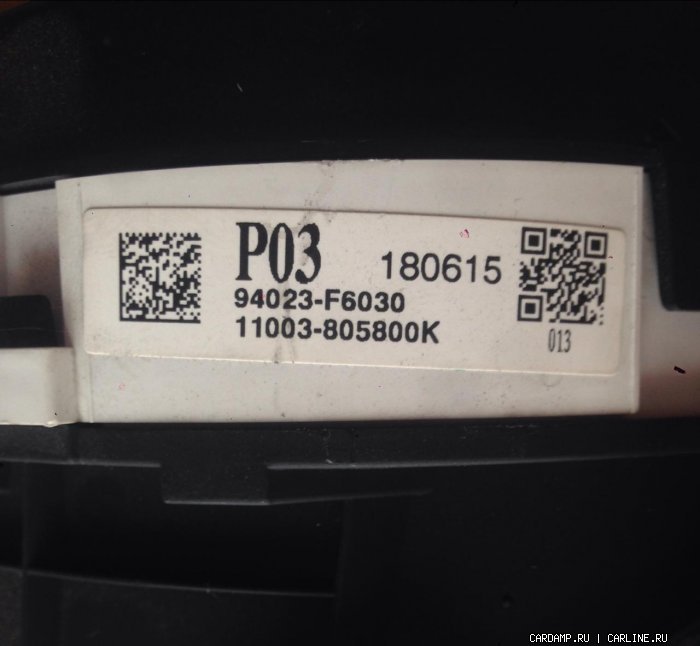 P03 180615
94023-F6030
11003-805800K
013
CARDAMP.RU | CARLINE.RU